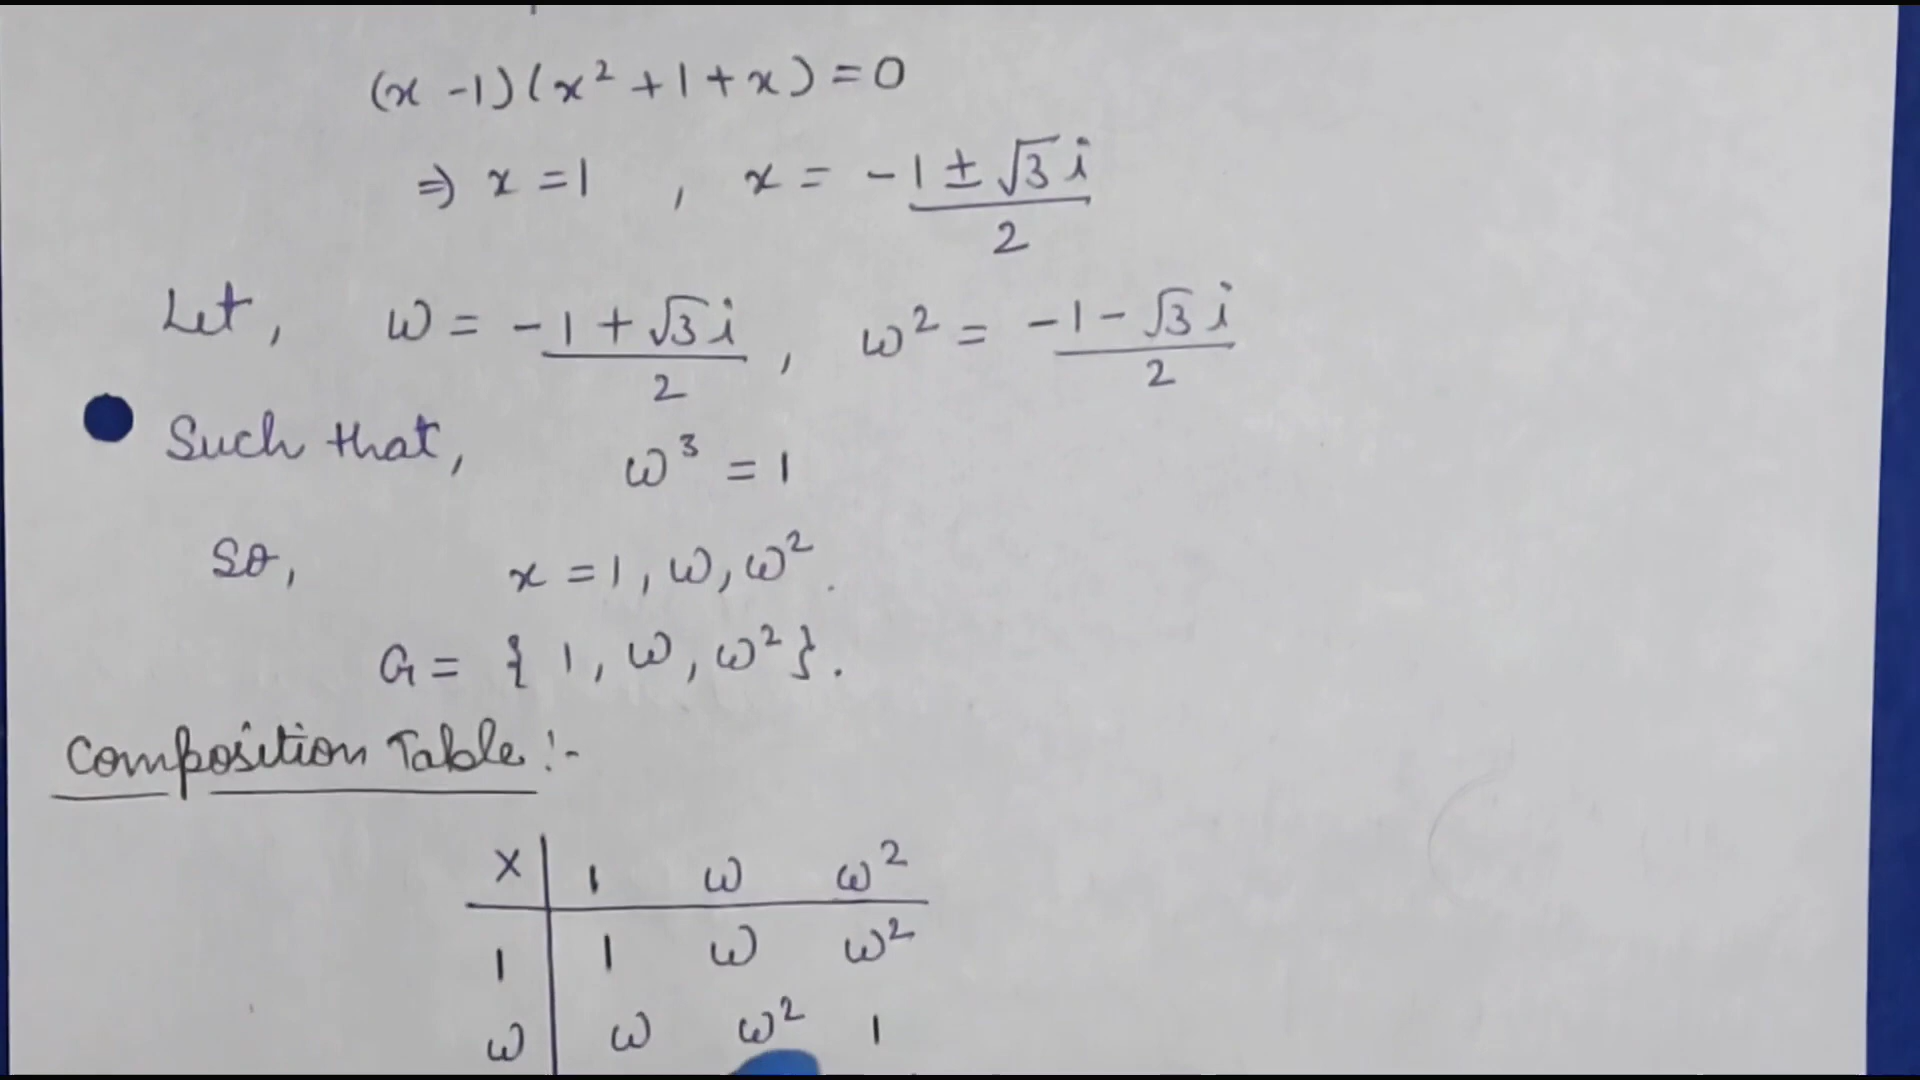 (x -1)(x² +1+x)=0
⇒ x =1 , x = -1 ± √3 i / 2
Let, ω = -1 + √3 i / 2 , ω² = -1 - √3 i / 2
Such that, ω³ = 1
So, x = 1, ω, ω².
G = { 1, ω, ω² }.
Composition Table :-
× | 1 ω ω²
1 | 1 ω ω²
ω | ω ω² 1